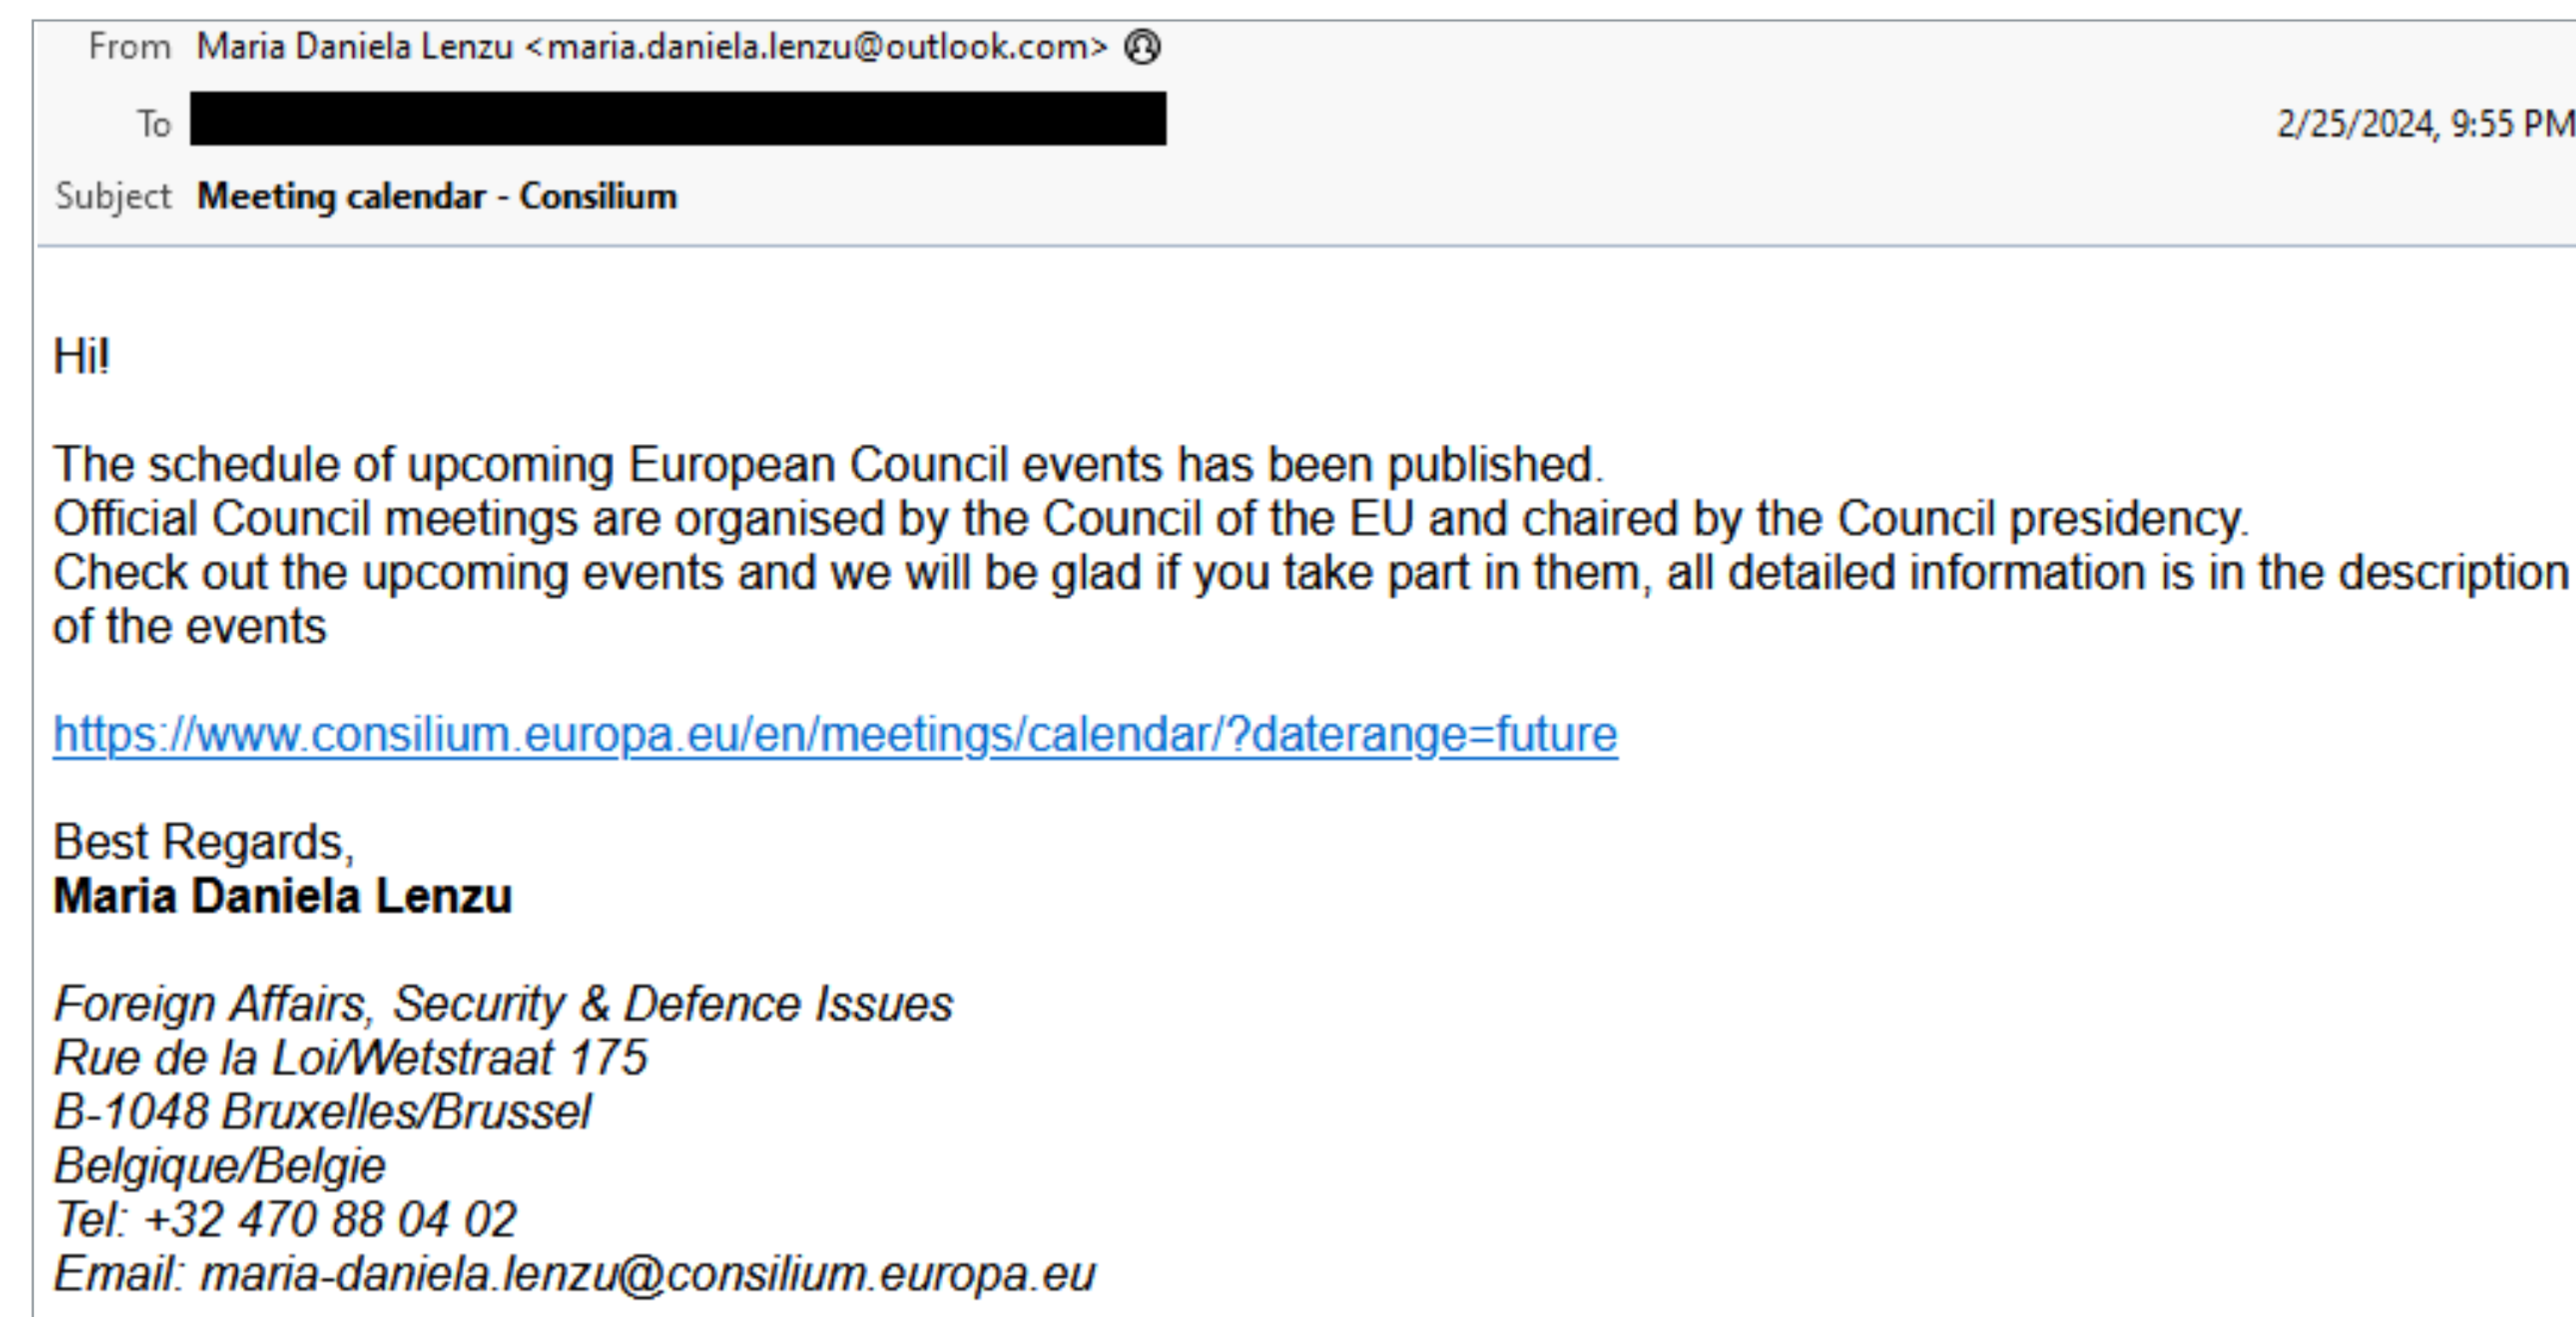 From Maria Daniela Lenzu <maria.daniela.lenzu@outlook.com>
To
2/25/2024, 9:55 PM
Subject Meeting calendar - Consilium
Hi!
The schedule of upcoming European Council events has been published.
Official Council meetings are organised by the Council of the EU and chaired by the Council presidency.
Check out the upcoming events and we will be glad if you take part in them, all detailed information is in the description
of the events
https://www.consilium.europa.eu/en/meetings/calendar/?daterange=future
Best Regards,
Maria Daniela Lenzu
Foreign Affairs, Security & Defence Issues
Rue de la Loi/Wetstraat 175
B-1048 Bruxelles/Brussel
Belgique/Belgie
Tel: +32 470 88 04 02
Email: maria-daniela.lenzu@consilium.europa.eu